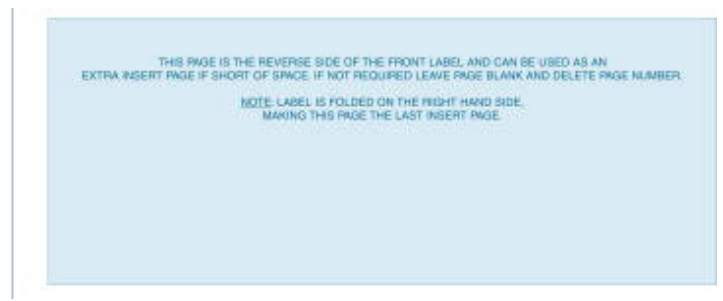 THIS PAGE IS THE REVERSE SIDE OF THE FRONT LABEL AND CAN BE USED AS AN
EXTRA INSERT PAGE IF SHORT OF SPACE. IF NOT REQUIRED LEAVE PAGE BLANK AND DELETE PAGE NUMBER.
NOTE: LABEL IS FOLDED ON THE RIGHT HAND SIDE,
MAKING THIS PAGE THE LAST INSERT PAGE.